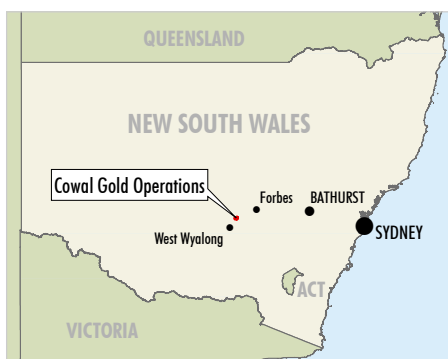 QUEENSLAND
NEW SOUTH WALES
Cowal Gold Operations
Forbes
BATHURST
West Wyalong
SYDNEY
ACT
VICTORIA